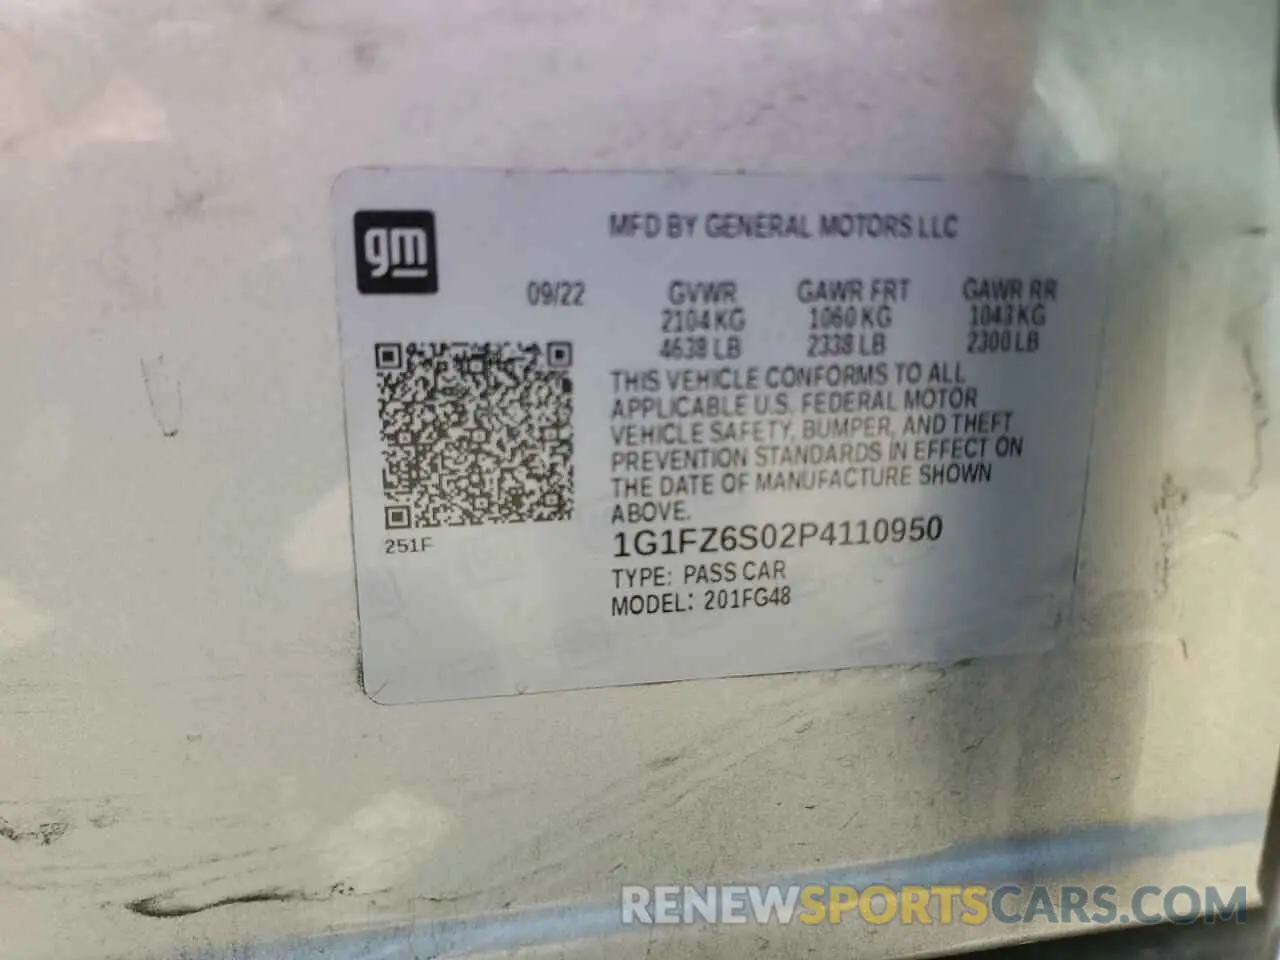 gm
MFD BY GENERAL MOTORS LLC
09/22 GVWR GAWR FRT GAWR RR
2104 KG 1060 KG 1043 KG
4638 LB 2338 LB 2300 LB
THIS VEHICLE CONFORMS TO ALL
APPLICABLE U.S. FEDERAL MOTOR
VEHICLE SAFETY, BUMPER, AND THEFT
PREVENTION STANDARDS IN EFFECT ON
THE DATE OF MANUFACTURE SHOWN
ABOVE.
251F
1G1FZ6S02P4110950
TYPE: PASS CAR
MODEL: 201FG48
RENEWSPORTSCARS.COM